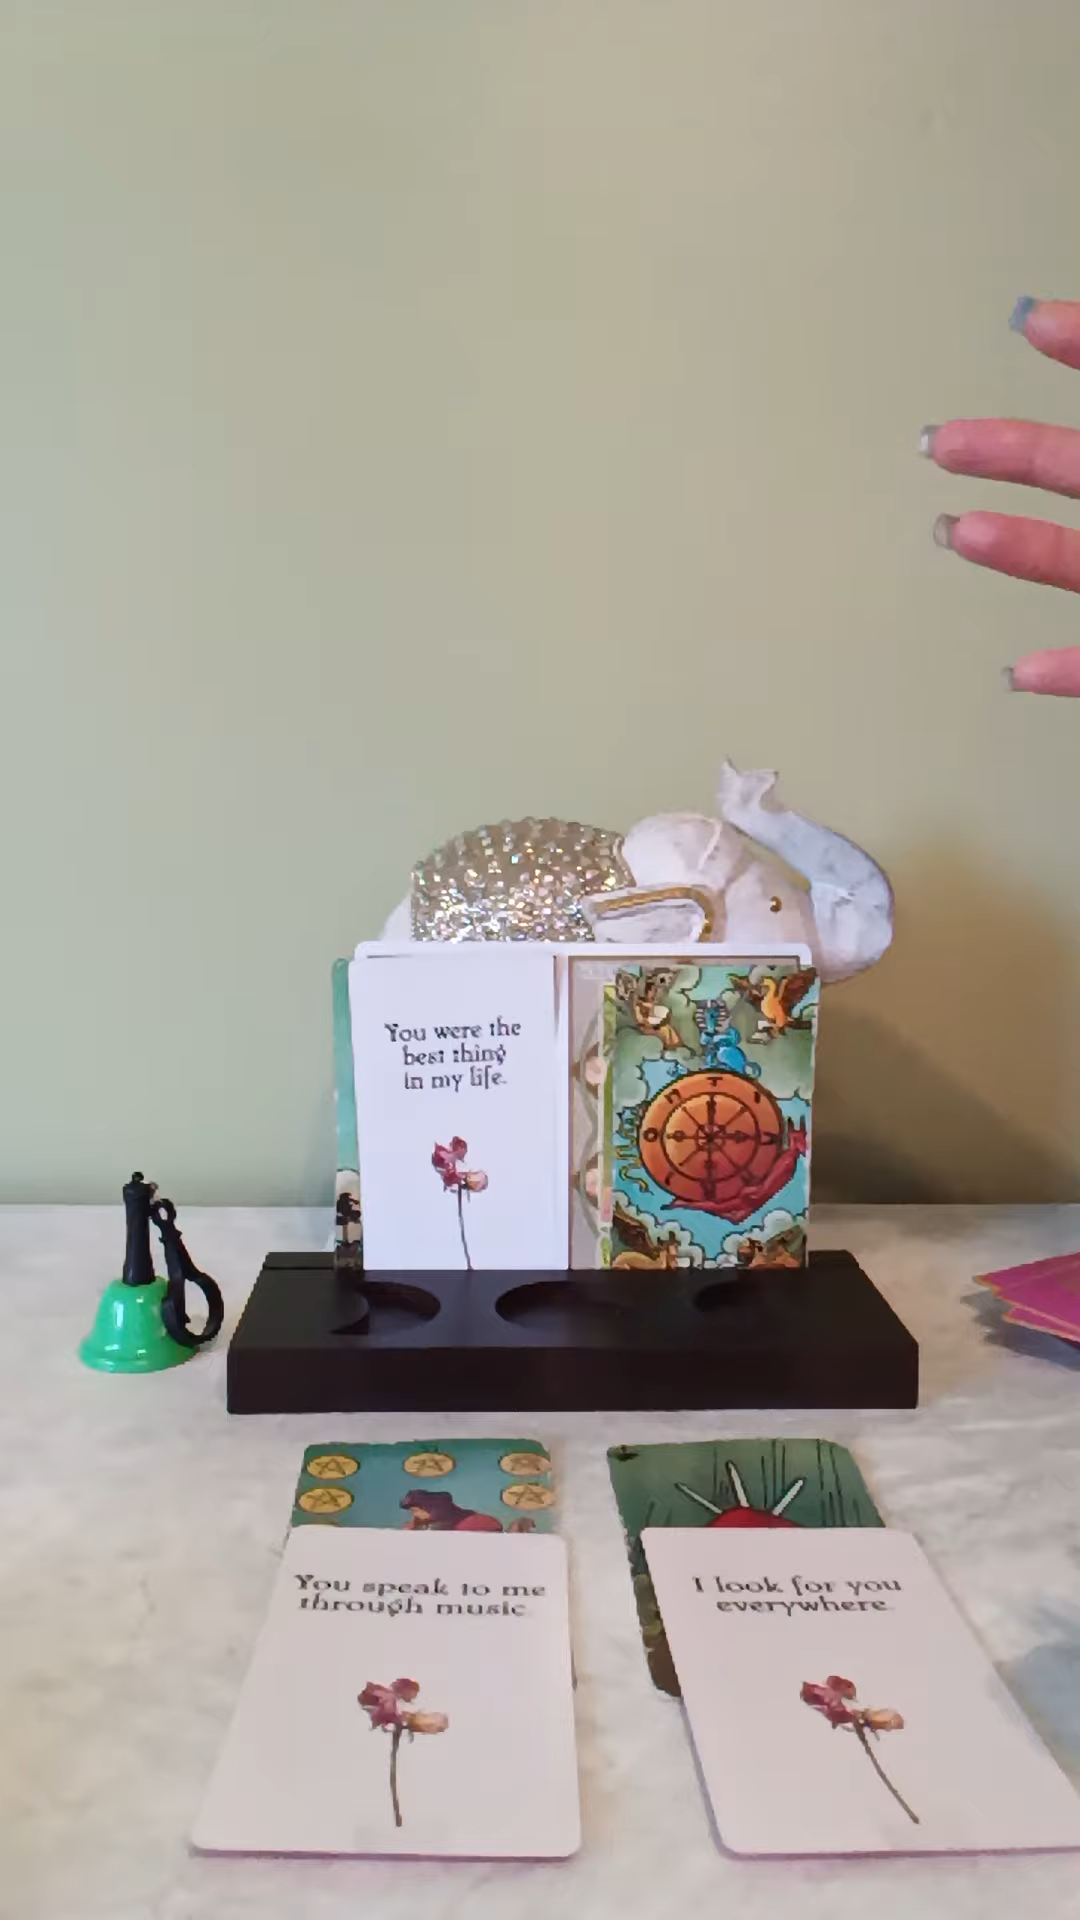 You were the
best thing
in my life.
You speak to me
through music.
I look for you
everywhere.